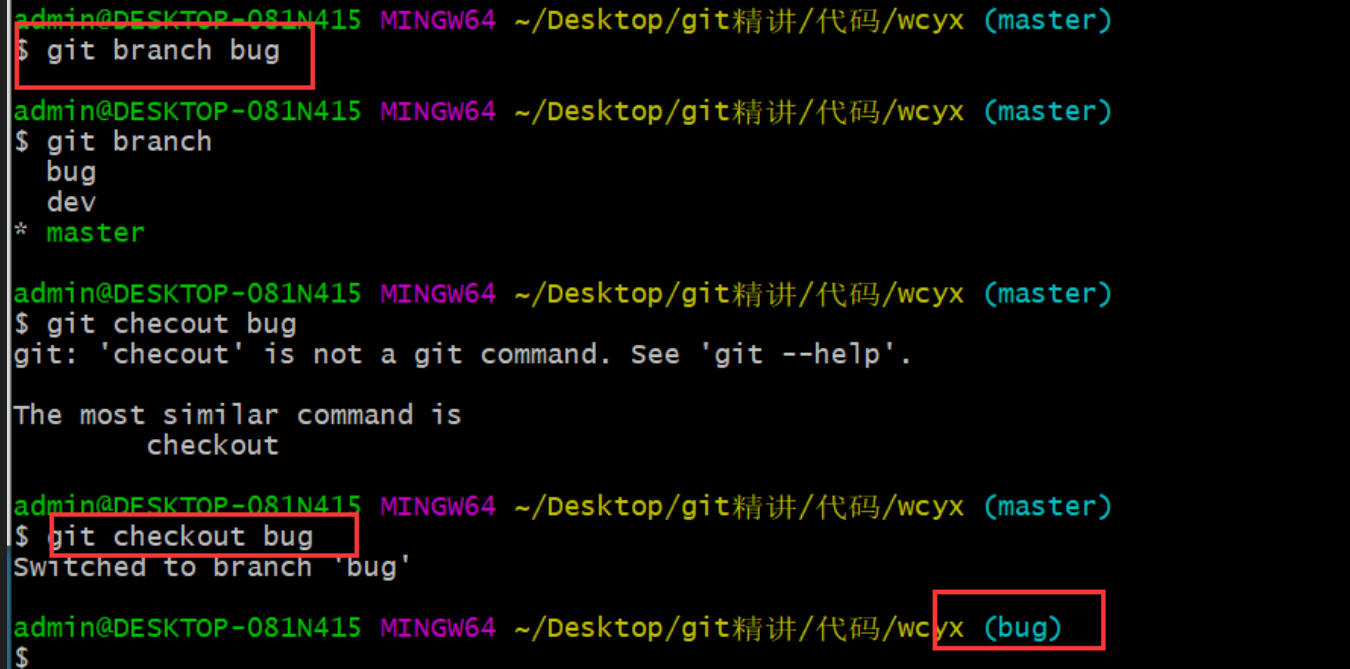 admin@DESKTOP-081N415 MINGW64 ~/Desktop/git精讲/代码/wcyx (master)
$ git branch bug
admin@DESKTOP-081N415 MINGW64 ~/Desktop/git精讲/代码/wcyx (master)
$ git branch
  bug
  dev
* master
admin@DESKTOP-081N415 MINGW64 ~/Desktop/git精讲/代码/wcyx (master)
$ git checout bug
git: 'checout' is not a git command. See 'git --help'.
The most similar command is
        checkout
admin@DESKTOP-081N415 MINGW64 ~/Desktop/git精讲/代码/wcyx (master)
$ git checkout bug
Switched to branch 'bug'
admin@DESKTOP-081N415 MINGW64 ~/Desktop/git精讲/代码/wcyx (bug)
$